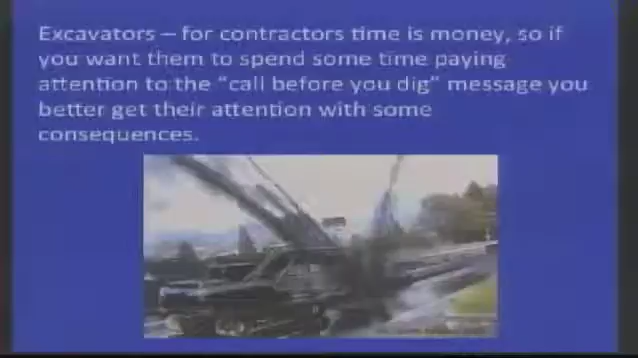 Excavators – for contractors time is money, so if
you want them to spend some time paying
attention to the “call before you dig” message you
better get their attention with some
consequences.